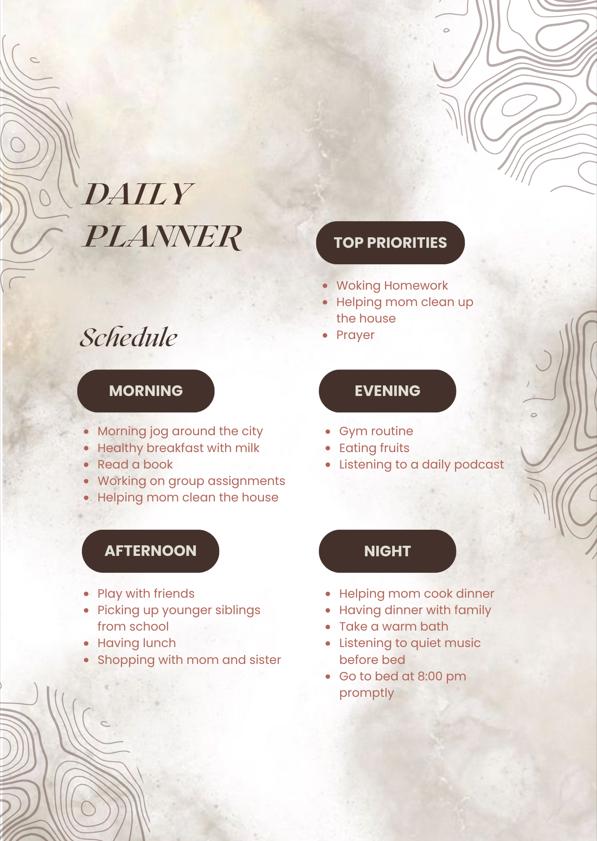 DAILY
PLANNER
TOP PRIORITIES
Woking Homework
Helping mom clean up
the house
Prayer
Schedule
MORNING
Morning jog around the city
Healthy breakfast with milk
Read a book
Working on group assignments
Helping mom clean the house
EVENING
Gym routine
Eating fruits
Listening to a daily podcast
AFTERNOON
Play with friends
Picking up younger siblings
from school
Having lunch
Shopping with mom and sister
NIGHT
Helping mom cook dinner
Having dinner with family
Take a warm bath
Listening to quiet music
before bed
Go to bed at 8:00 pm
promptly